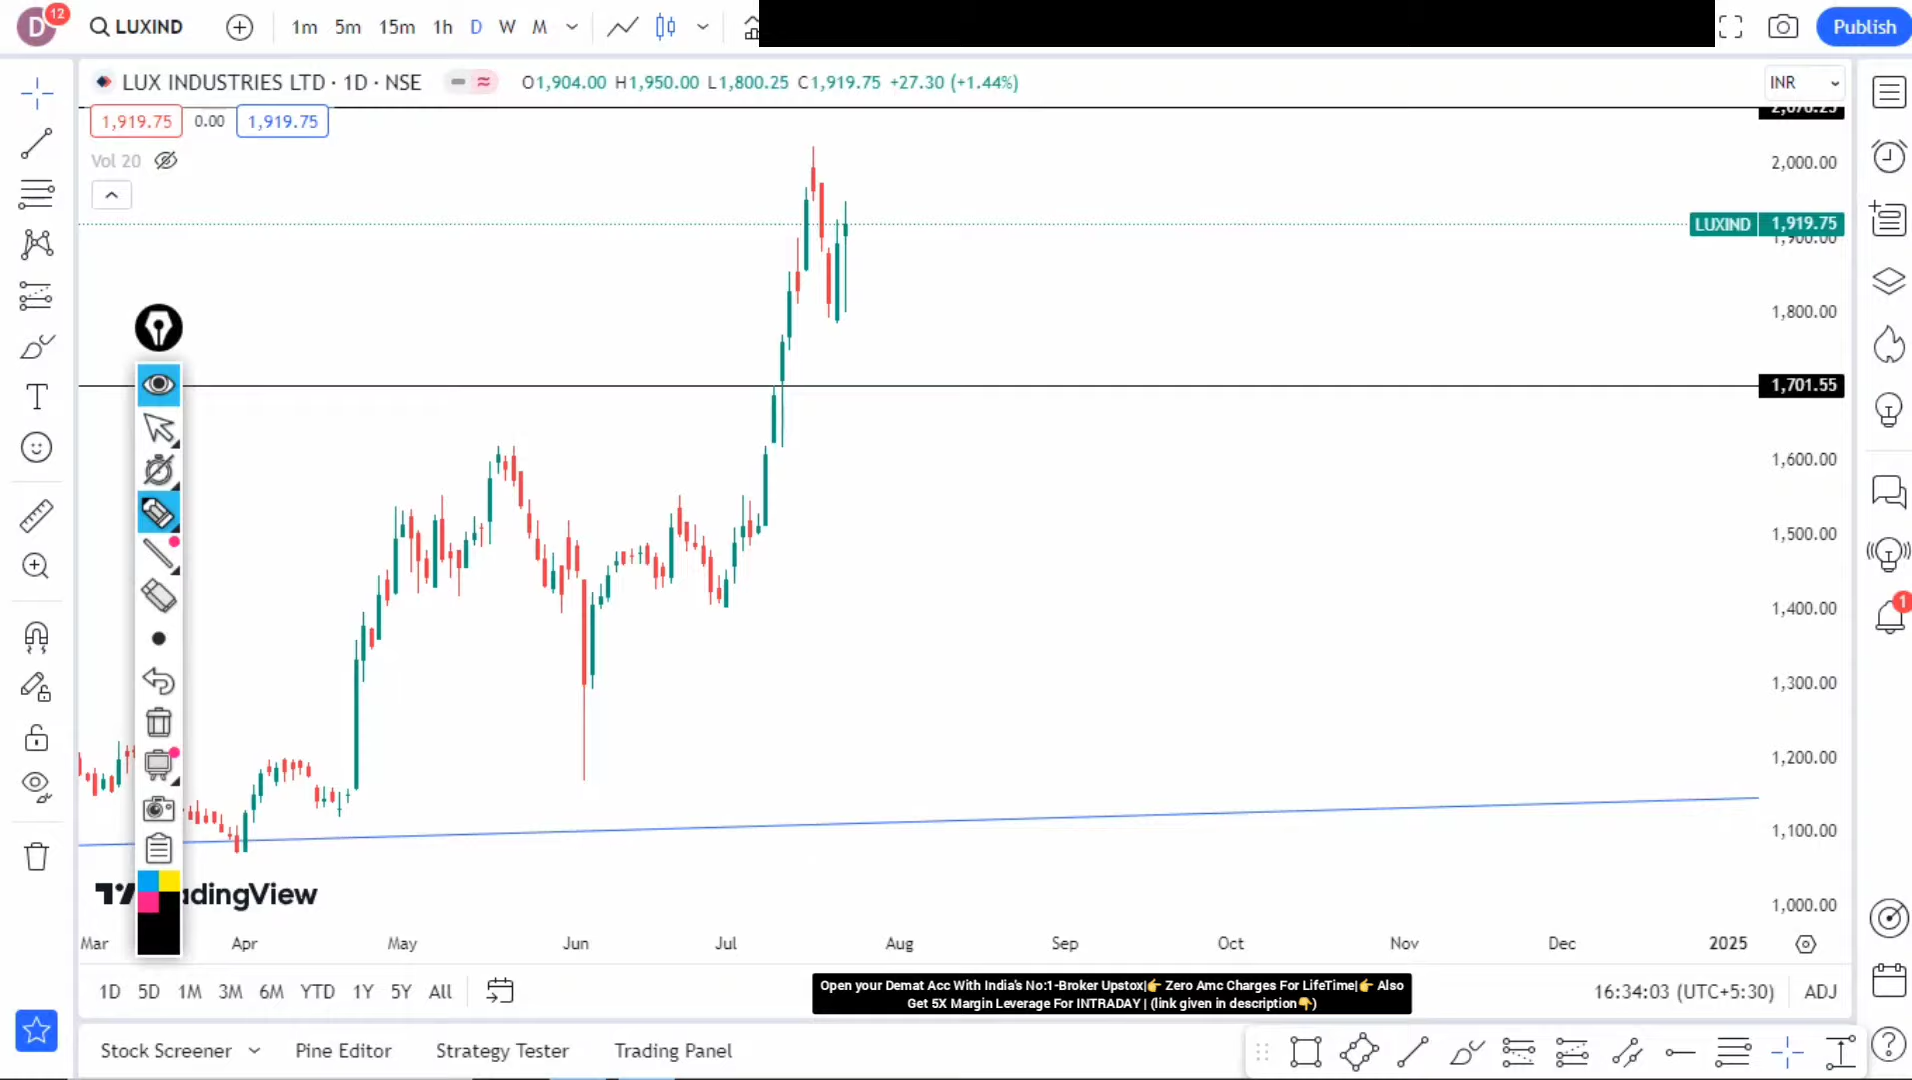 D 12 LUXIND 1m 5m 15m 1h D W M Publish
LUX INDUSTRIES LTD · 1D · NSE O1,904.00 H1,950.00 L1,800.25 C1,919.75 +27.30 (+1.44%) INR
1,919.75 0.00 1,919.75
Vol 20
2,000.00
LUXIND 1,919.75
1,900.00
1,800.00
1,701.55
1,600.00
1,500.00
1,400.00
1,300.00
1,200.00
1,100.00
1,000.00
1
Mar Apr May Jun Jul Aug Sep Oct Nov Dec 2025
1D 5D 1M 3M 6M YTD 1Y 5Y All
Open your Demat Acc With India's No:1-Broker Upstox|👉 Zero Amc Charges For LifeTime|👉 Also
Get 5X Margin Leverage For INTRADAY | (link given in description👇)
16:34:03 (UTC+5:30) ADJ
Stock Screener Pine Editor Strategy Tester Trading Panel